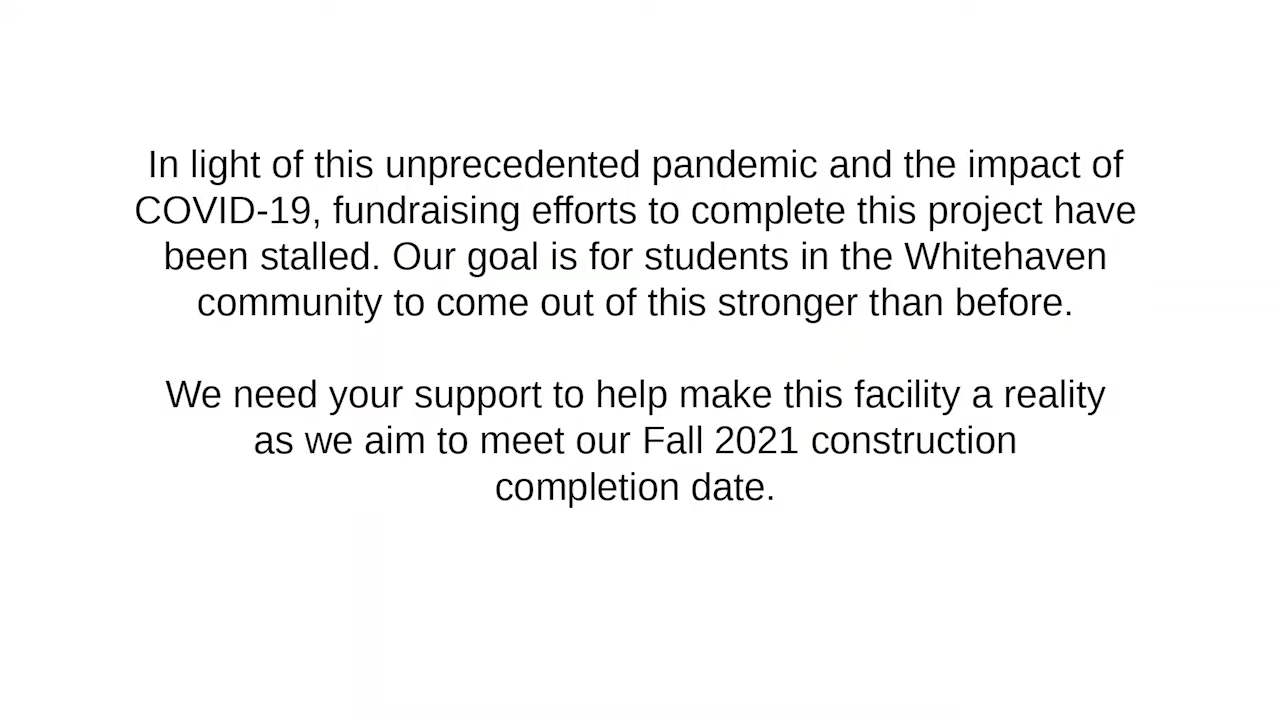 In light of this unprecedented pandemic and the impact of
COVID-19, fundraising efforts to complete this project have
been stalled. Our goal is for students in the Whitehaven
community to come out of this stronger than before.
We need your support to help make this facility a reality
as we aim to meet our Fall 2021 construction
completion date.